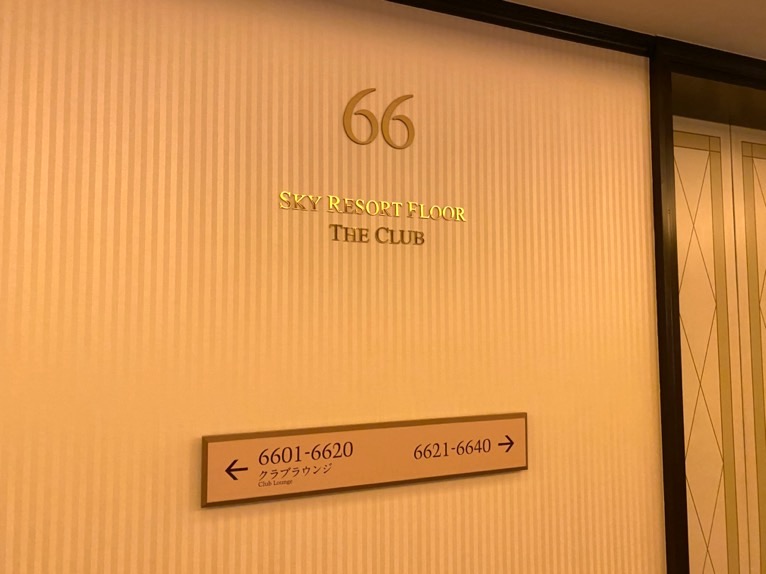 66
SKY RESORT FLOOR
THE CLUB
← 6601-6620
クラブラウンジ
Club Lounge
6621-6640 →